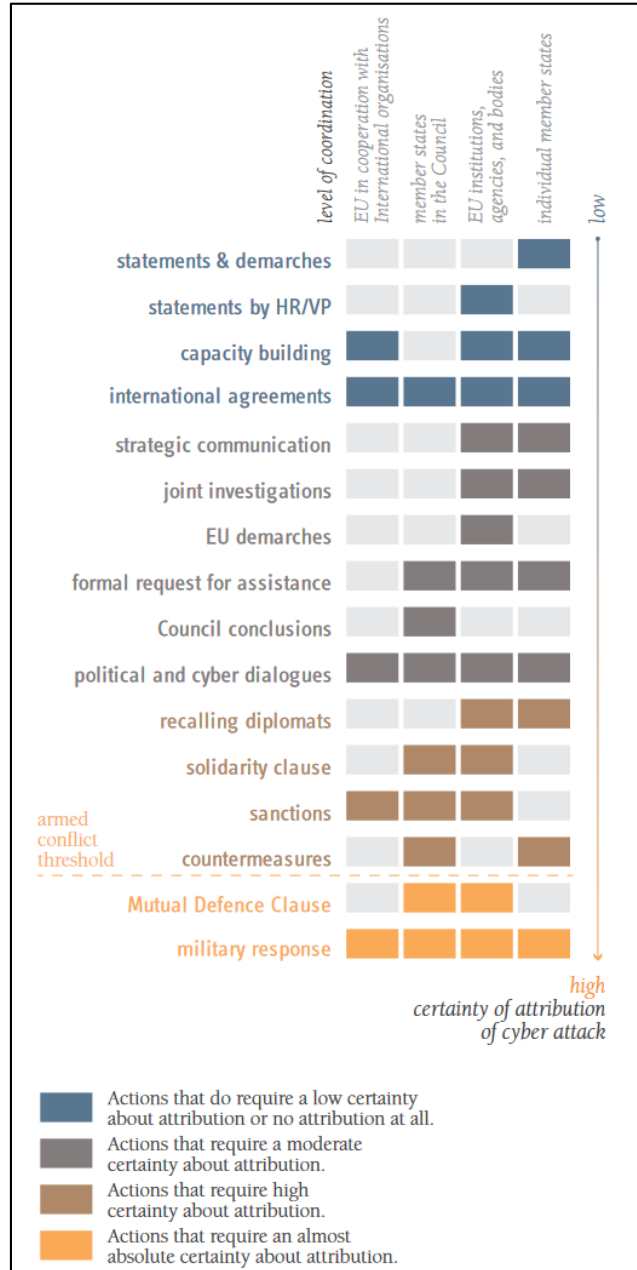 level of coordination
EU in cooperation with
International organisations
member states
in the Council
EU institutions,
agencies, and bodies
individual member states
low
statements & demarches
statements by HR/VP
capacity building
international agreements
strategic communication
joint investigations
EU demarches
formal request for assistance
Council conclusions
political and cyber dialogues
recalling diplomats
solidarity clause
sanctions
armed
conflict
threshold
countermeasures
Mutual Defence Clause
military response
high
certainty of attribution
of cyber attack
Actions that do require a low certainty
about attribution or no attribution at all.
Actions that require a moderate
certainty about attribution.
Actions that require high
certainty about attribution.
Actions that require an almost
absolute certainty about attribution.